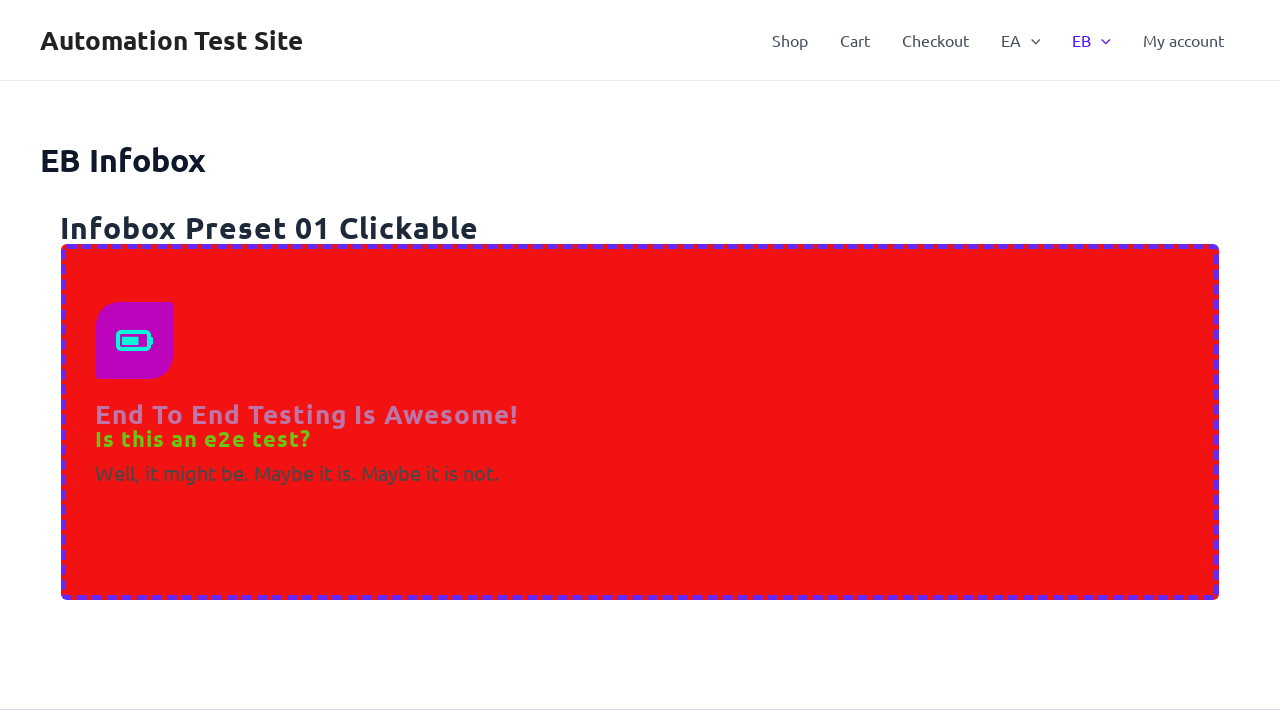 Automation Test Site
Shop Cart Checkout EA EB My account
EB Infobox
Infobox Preset 01 Clickable
End To End Testing Is Awesome!
Is this an e2e test?
Well, it might be. Maybe it is. Maybe it is not.